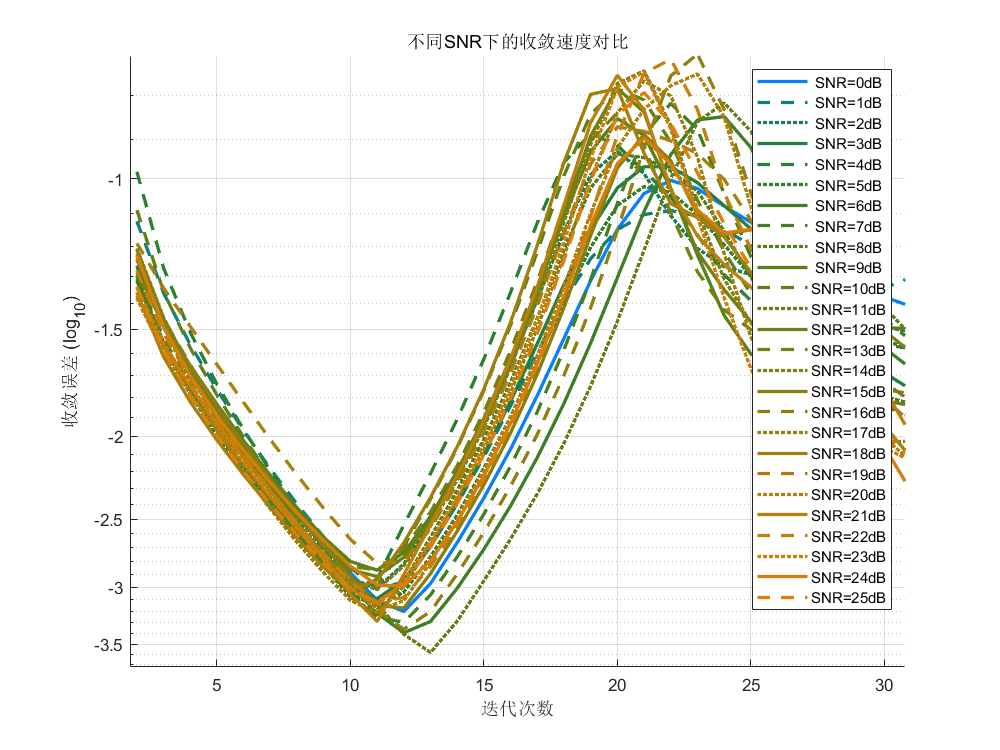 不同SNR下的收敛速度对比
收敛误差 (log10)
-1
-1.5
-2
-2.5
-3
-3.5
5
10
15
20
25
30
迭代次数
SNR=0dB
SNR=1dB
SNR=2dB
SNR=3dB
SNR=4dB
SNR=5dB
SNR=6dB
SNR=7dB
SNR=8dB
SNR=9dB
SNR=10dB
SNR=11dB
SNR=12dB
SNR=13dB
SNR=14dB
SNR=15dB
SNR=16dB
SNR=17dB
SNR=18dB
SNR=19dB
SNR=20dB
SNR=21dB
SNR=22dB
SNR=23dB
SNR=24dB
SNR=25dB